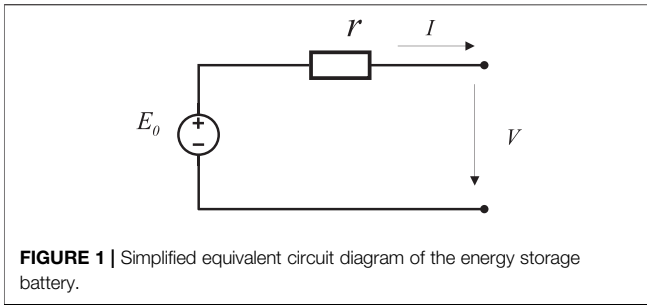 r
I
E₀
+
−
V
FIGURE 1 | Simplified equivalent circuit diagram of the energy storage
battery.